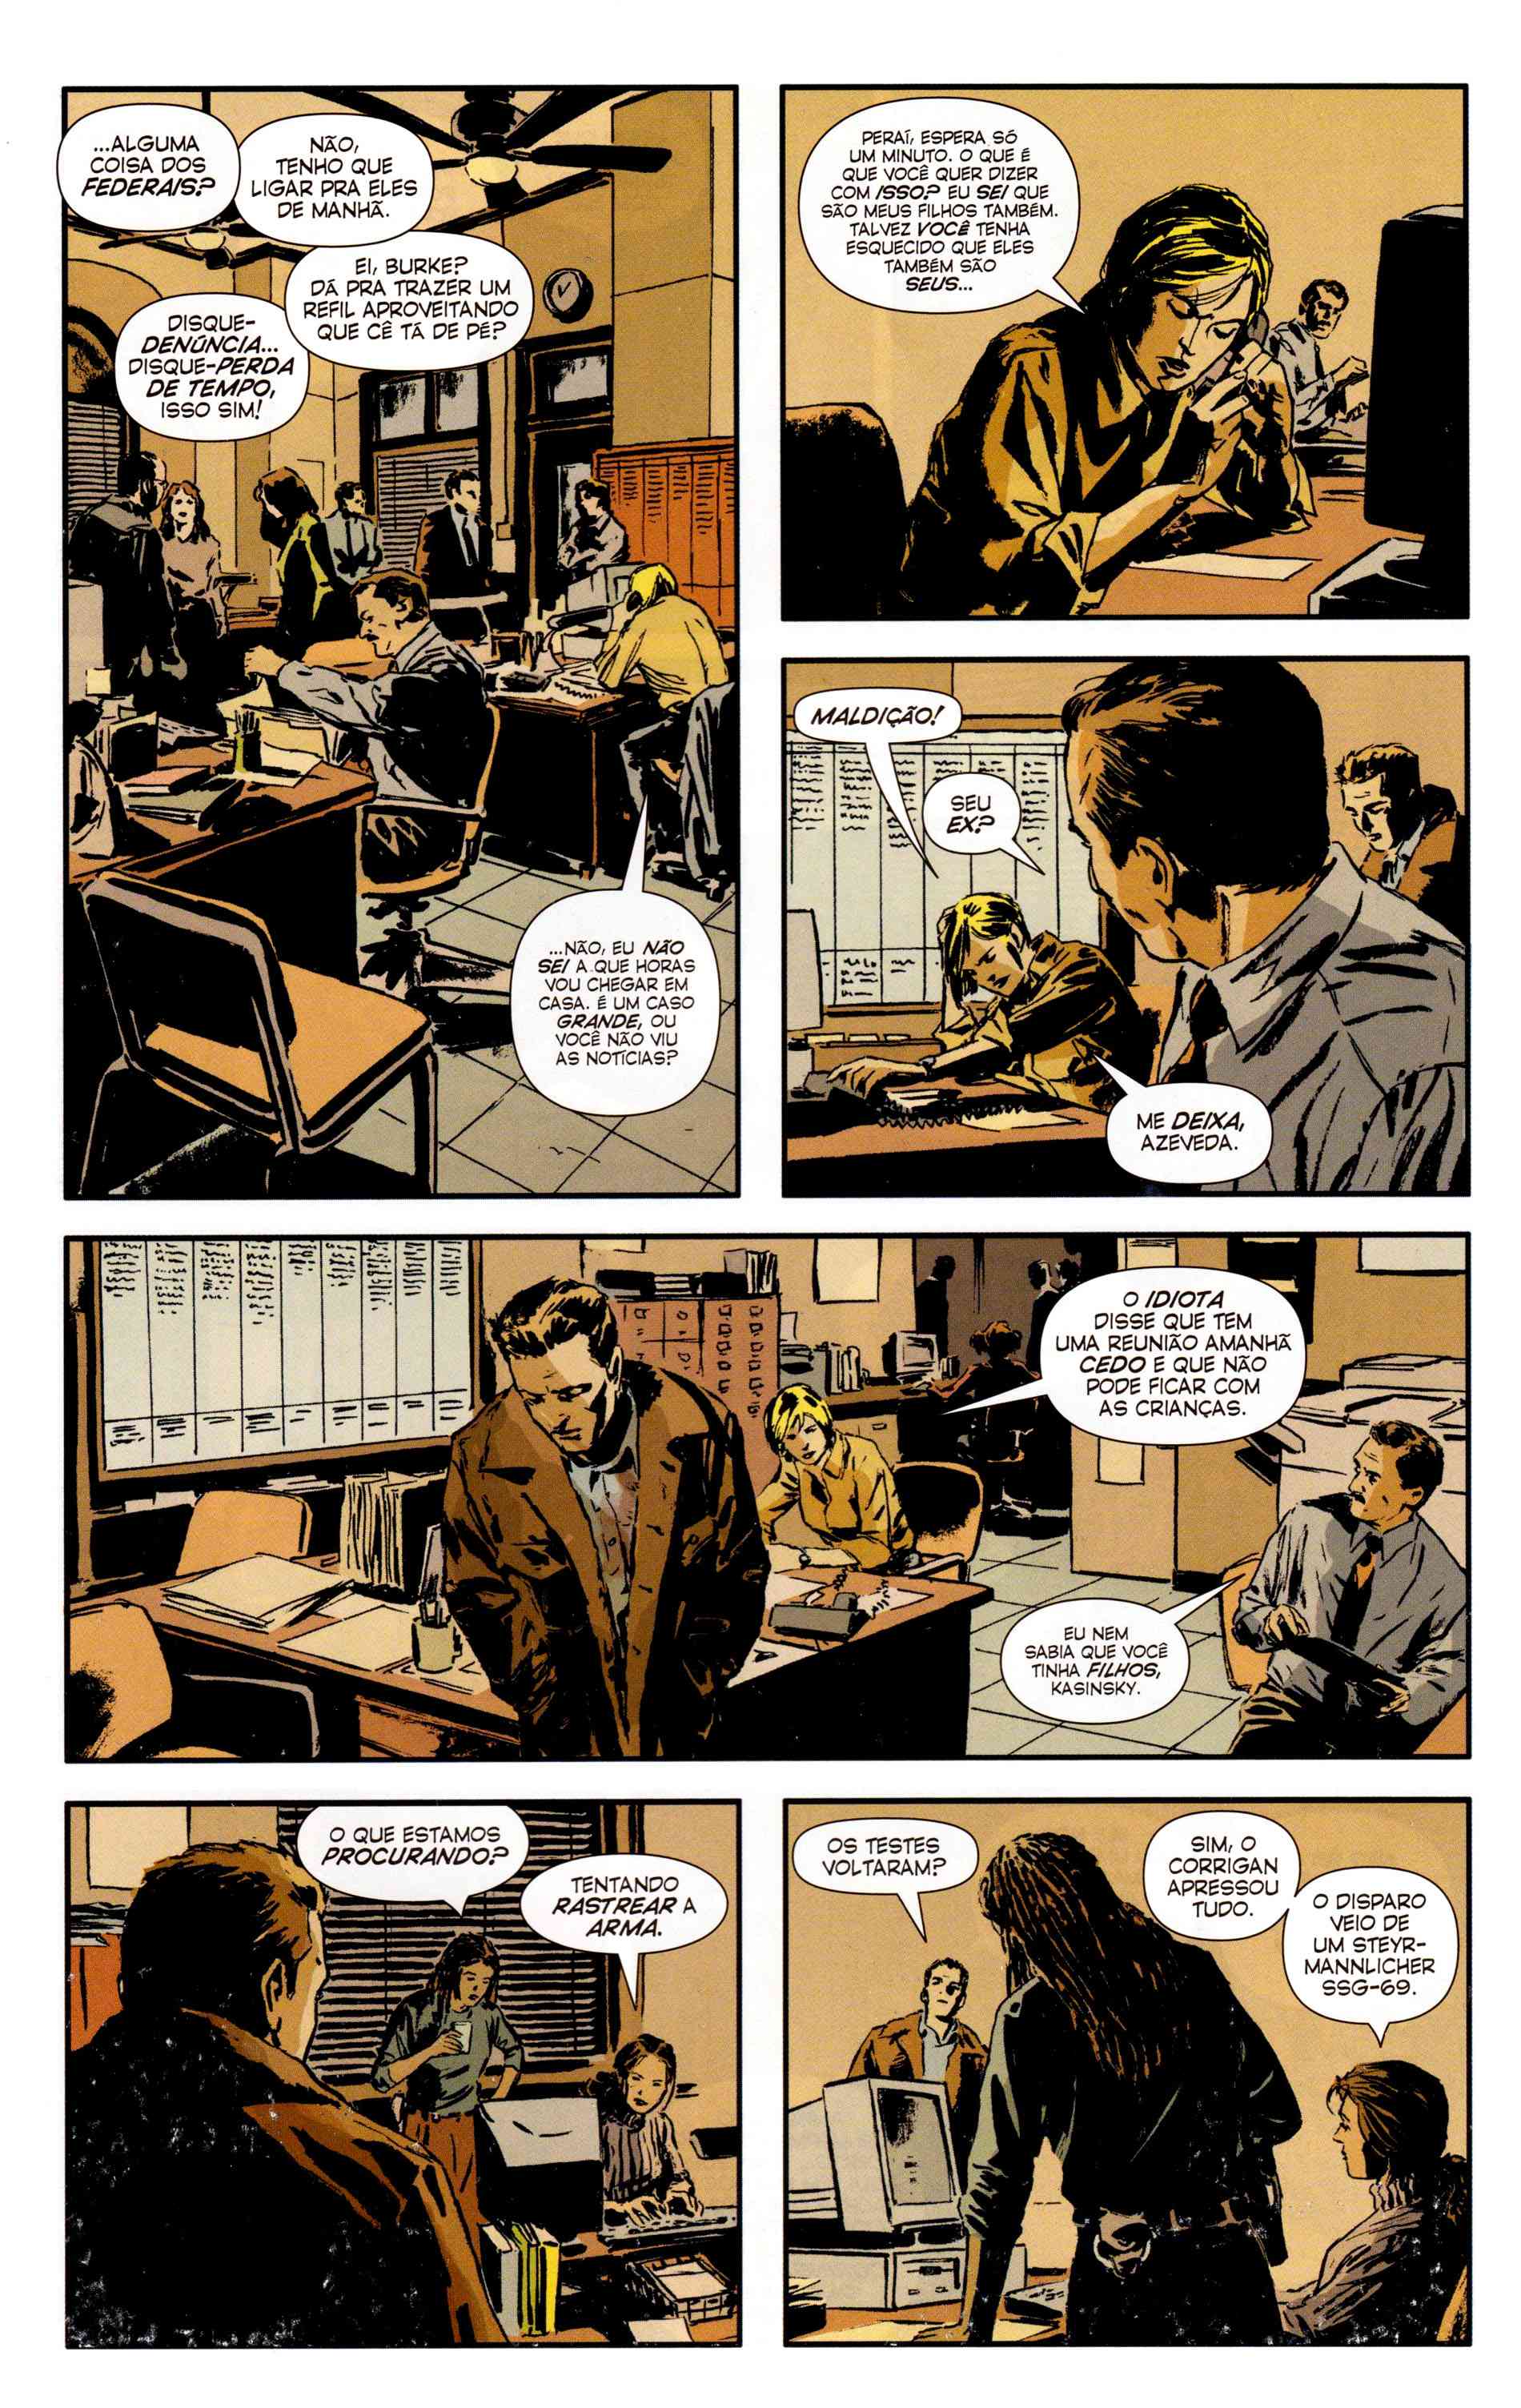 ...ALGUMA
COISA DOS
FEDERAIS?
NÃO,
TENHO QUE
LIGAR PRA ELES
DE MANHÃ.
EI, BURKE?
DÁ PRA TRAZER UM
REFIL APROVEITANDO
QUE CÊ TÁ DE PÉ?
DISQUE-
DENÚNCIA...
DISQUE-PERDA
DE TEMPO,
ISSO SIM!
...NÃO, EU NÃO
SEI A QUE HORAS
VOU CHEGAR EM
CASA. É UM CASO
GRANDE, OU
VOCÊ NÃO VIU
AS NOTÍCIAS?
PERAÍ, ESPERA SÓ
UM MINUTO. O QUE É
QUE VOCÊ QUER DIZER
COM ISSO? EU SEI QUE
SÃO MEUS FILHOS TAMBÉM.
TALVEZ VOCÊ TENHA
ESQUECIDO QUE ELES
TAMBÉM SÃO
SEUS...
MALDIÇÃO!
SEU
EX?
ME DEIXA,
AZEVEDA.
O IDIOTA
DISSE QUE TEM
UMA REUNIÃO AMANHÃ
CEDO E QUE NÃO
PODE FICAR COM
AS CRIANÇAS.
EU NEM
SABIA QUE VOCÊ
TINHA FILHOS,
KASINSKY.
O QUE ESTAMOS
PROCURANDO?
TENTANDO
RASTREAR A
ARMA.
OS TESTES
VOLTARAM?
SIM, O
CORRIGAN
APRESSOU
TUDO.
O DISPARO
VEIO DE
UM STEYR-
MANNLICHER
SSG-69.